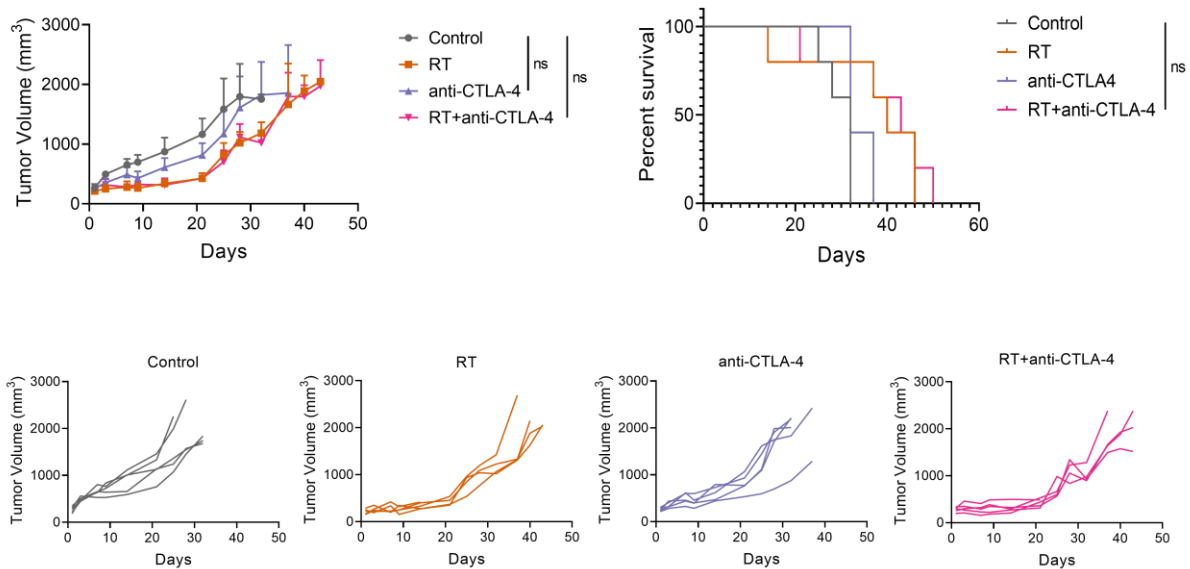 3000
2000
1000
0
Tumor Volume (mm3)
0 10 20 30 40 50
Days
Control
RT
anti-CTLA-4
RT+anti-CTLA-4
ns
ns
100
50
0
Percent survival
0 20 40 60
Days
Control
RT
anti-CTLA4
RT+anti-CTLA-4
ns
Control
3000
2000
1000
0
Tumor Volume (mm3)
0 10 20 30 40 50
Days
RT
3000
2000
1000
0
Tumor Volume (mm3)
0 10 20 30 40 50
Days
anti-CTLA-4
3000
2000
1000
0
Tumor Volume (mm3)
0 10 20 30 40 50
Days
RT+anti-CTLA-4
3000
2000
1000
0
Tumor Volume (mm3)
0 10 20 30 40 50
Days